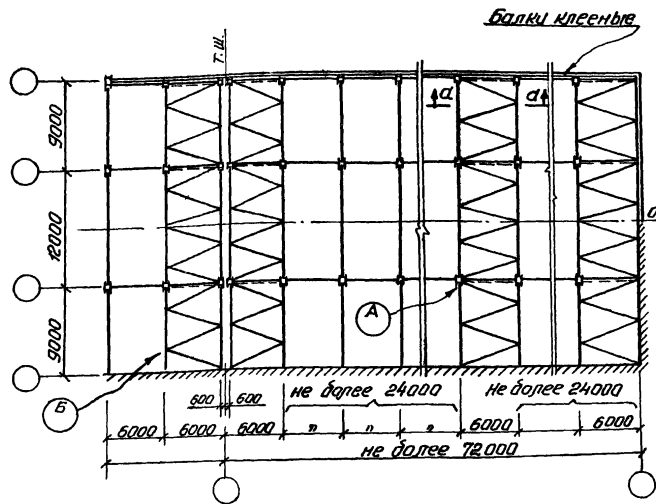 Балки клееные
Т.Ш.
а
а
9000
12000
9000
О
А
Б
600
600
не более 24000
не более 24000
6000
6000
6000
"
"
"
6000
6000
не более 72000